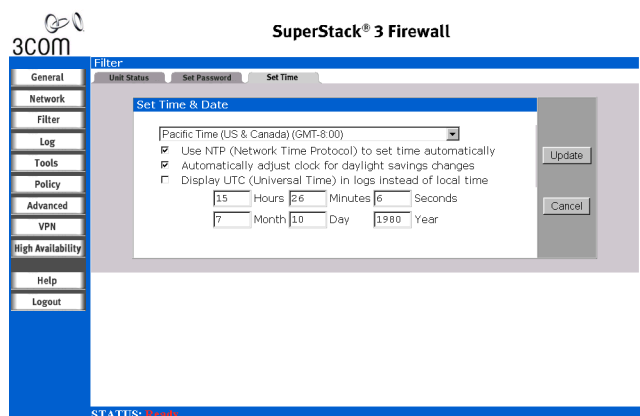 3com
SuperStack® 3 Firewall
Filter
Unit Status Set Password Set Time
General
Network
Filter
Log
Tools
Policy
Advanced
VPN
High Availability
Help
Logout
Set Time & Date
Pacific Time (US & Canada) (GMT-8:00)
Use NTP (Network Time Protocol) to set time automatically
Automatically adjust clock for daylight savings changes
Display UTC (Universal Time) in logs instead of local time
15 Hours 26 Minutes 6 Seconds
7 Month 10 Day 1980 Year
Update
Cancel
STATUS: Ready